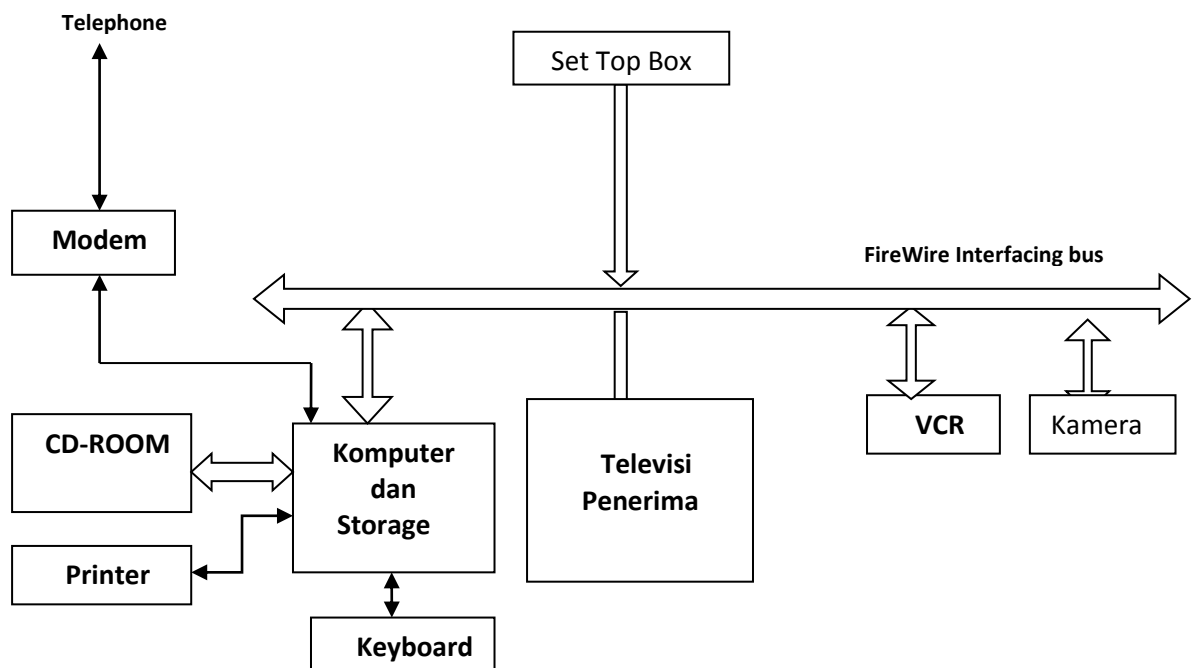 Telephone
Set Top Box
Modem
FireWire Interfacing bus
CD-ROOM
Komputer
dan
Storage
Televisi
Penerima
VCR
Kamera
Printer
Keyboard